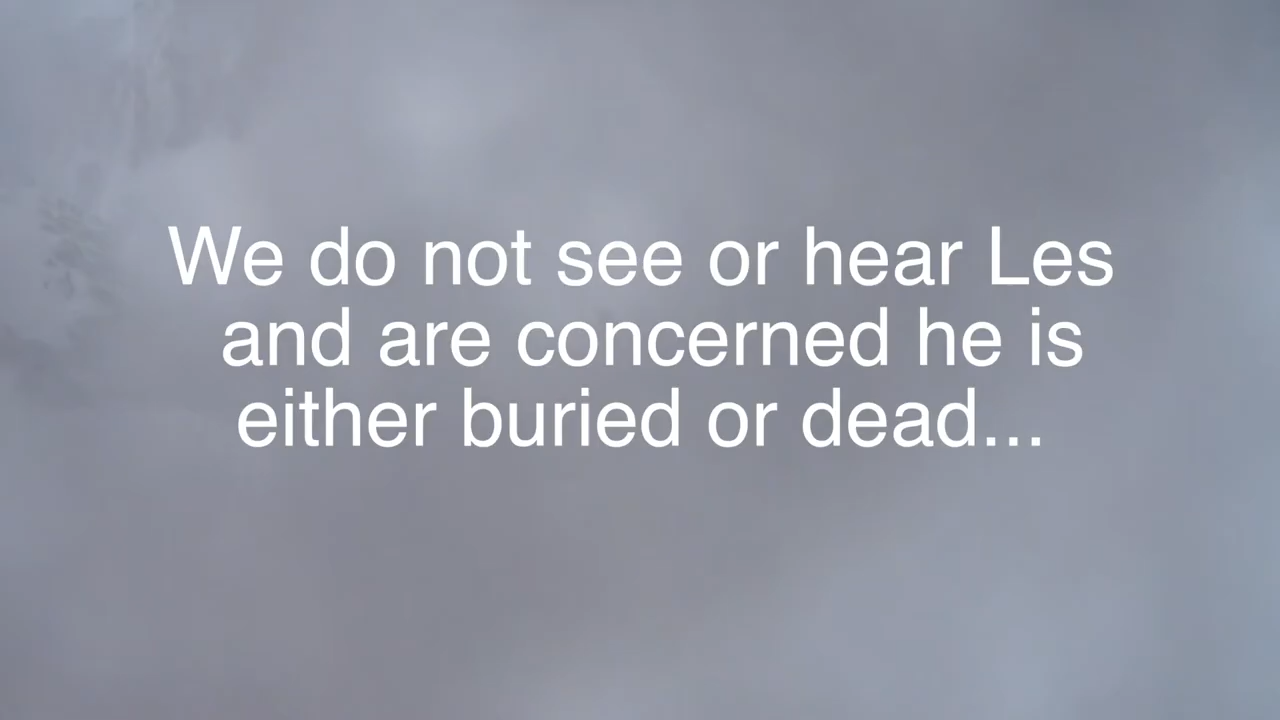 We do not see or hear Les
and are concerned he is
either buried or dead...